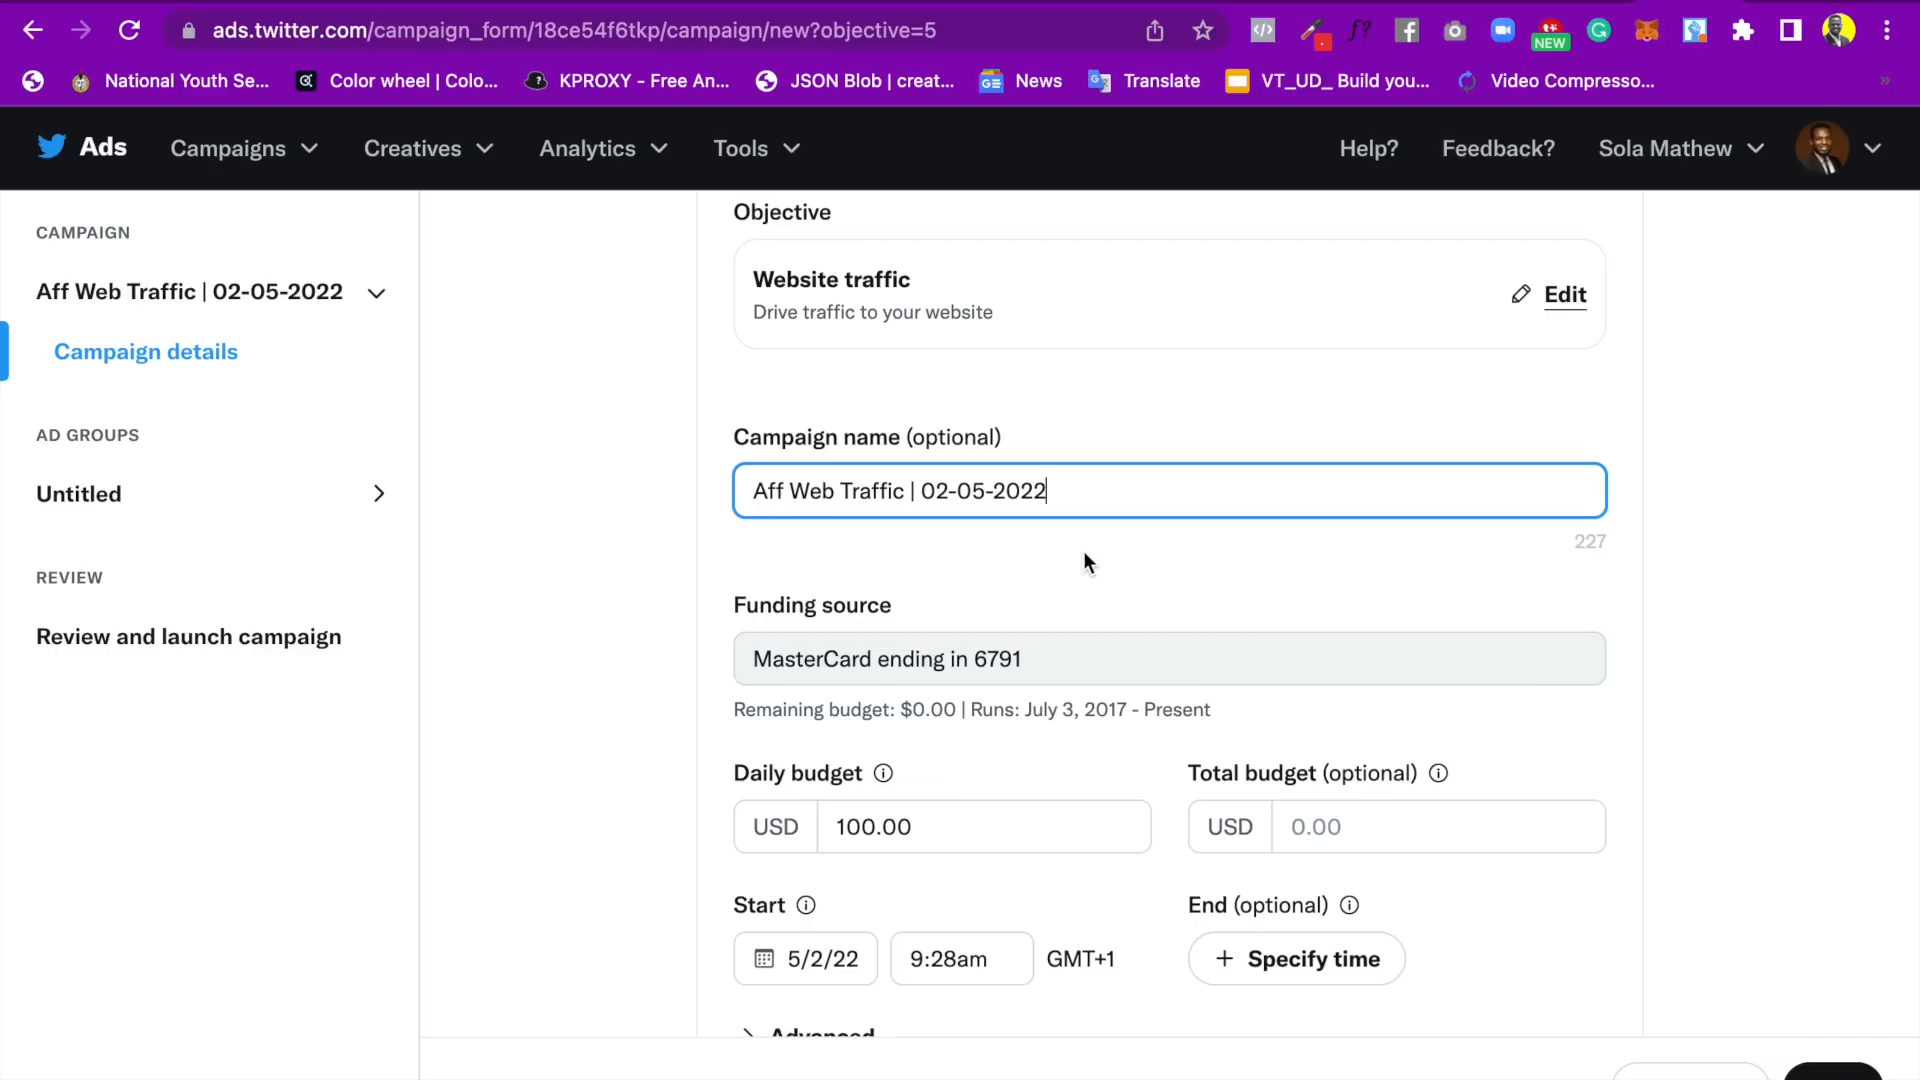 ads.twitter.com/campaign_form/18ce54f6tkp/campaign/new?objective=5
NEW
National Youth Se... Color wheel | Colo... KPROXY - Free An... JSON Blob | creat... News Translate VT_UD_ Build you... Video Compresso... »
Ads Campaigns Creatives Analytics Tools Help? Feedback? Sola Mathew
CAMPAIGN
Aff Web Traffic | 02-05-2022
Campaign details
AD GROUPS
Untitled
REVIEW
Review and launch campaign
Objective
Website traffic
Drive traffic to your website
Edit
Campaign name (optional)
Aff Web Traffic | 02-05-2022
227
Funding source
MasterCard ending in 6791
Remaining budget: $0.00 | Runs: July 3, 2017 - Present
Daily budget Total budget (optional)
USD 100.00 USD 0.00
Start End (optional)
5/2/22 9:28am GMT+1 + Specify time
Advanced